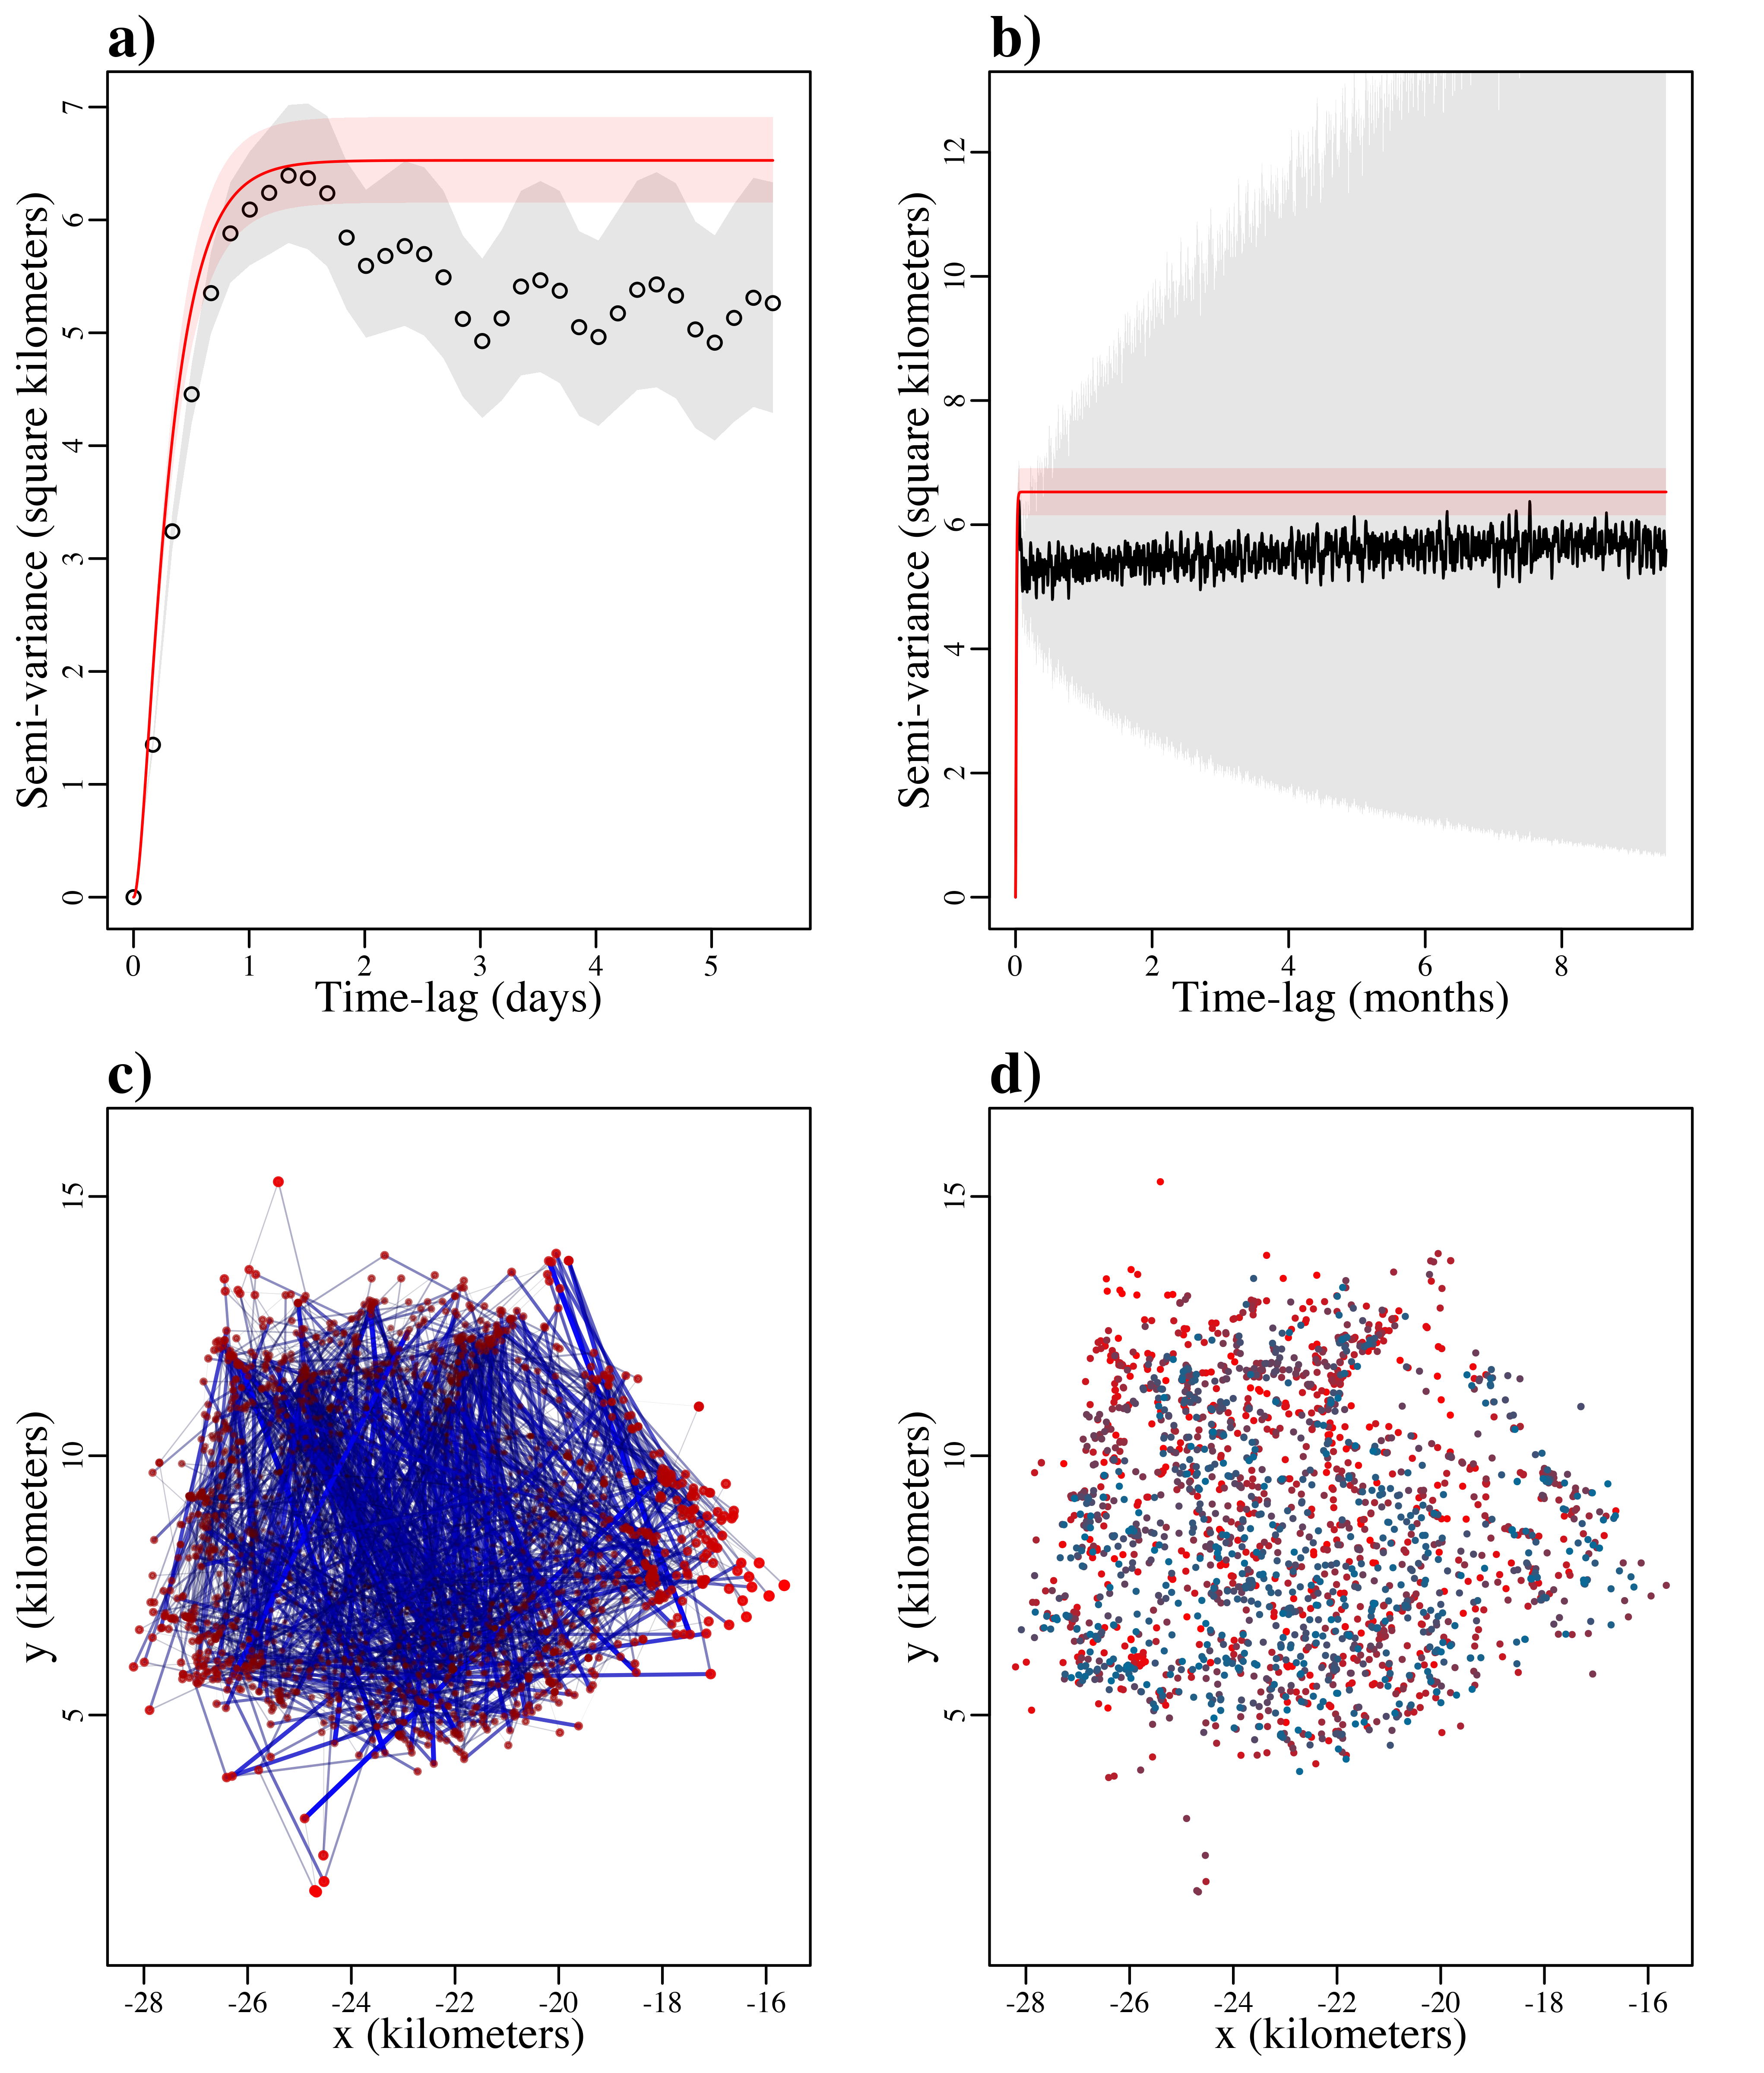 a)
Semi-variance (square kilometers)
7
6
5
4
3
2
1
0
0 1 2 3 4 5
Time-lag (days)
b)
Semi-variance (square kilometers)
12
10
8
6
4
2
0
0 2 4 6 8
Time-lag (months)
c)
y (kilometers)
15
10
5
-28 -26 -24 -22 -20 -18 -16
x (kilometers)
d)
y (kilometers)
15
10
5
-28 -26 -24 -22 -20 -18 -16
x (kilometers)